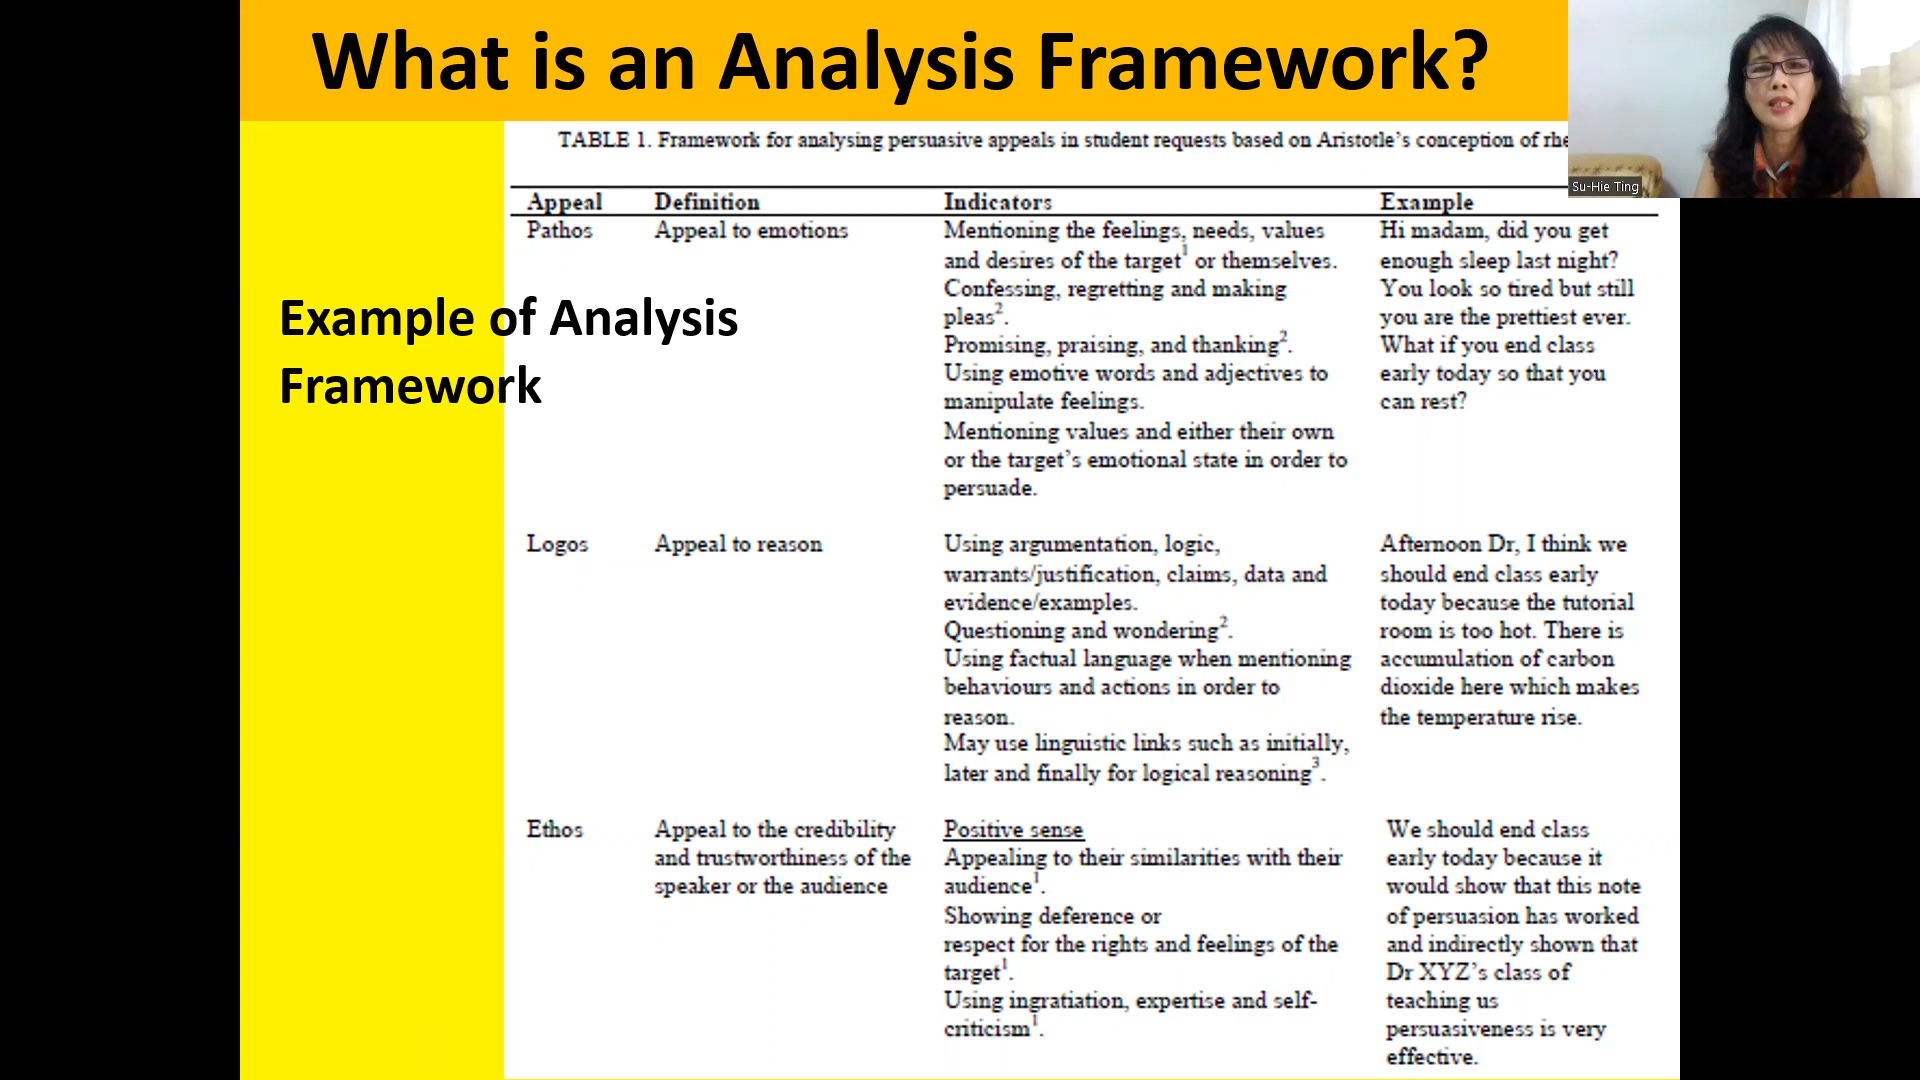 What is an Analysis Framework?
Su-Hie Ting
TABLE 1. Framework for analysing persuasive appeals in student requests based on Aristotle's conception of
Example of Analysis
Framework
Appeal Definition Indicators Example
Pathos Appeal to emotions Mentioning the feelings, needs, values Hi madam, did you get
and desires of the target¹ or themselves. enough sleep last night?
Confessing, regretting and making You look so tired but still
pleas². you are the prettiest ever.
Promising, praising, and thanking². What if you end class
Using emotive words and adjectives to early today so that you
manipulate feelings. can rest?
Mentioning values and either their own
or the target's emotional state in order to
persuade.
Logos Appeal to reason Using argumentation, logic, Afternoon Dr, I think we
warrants/justification, claims, data and should end class early
evidence/examples. today because the tutorial
Questioning and wondering². room is too hot. There is
Using factual language when mentioning accumulation of carbon
behaviours and actions in order to dioxide here which makes
reason. the temperature rise.
May use linguistic links such as initially,
later and finally for logical reasoning³.
Ethos Appeal to the credibility Positive sense We should end class
and trustworthiness of the Appealing to their similarities with their early today because it
speaker or the audience audience¹. would show that this note
Showing deference or of persuasion has worked
respect for the rights and feelings of the and indirectly shown that
target¹. Dr XYZ's class of
Using ingratiation, expertise and self- teaching us
criticism¹. persuasiveness is very
effective.